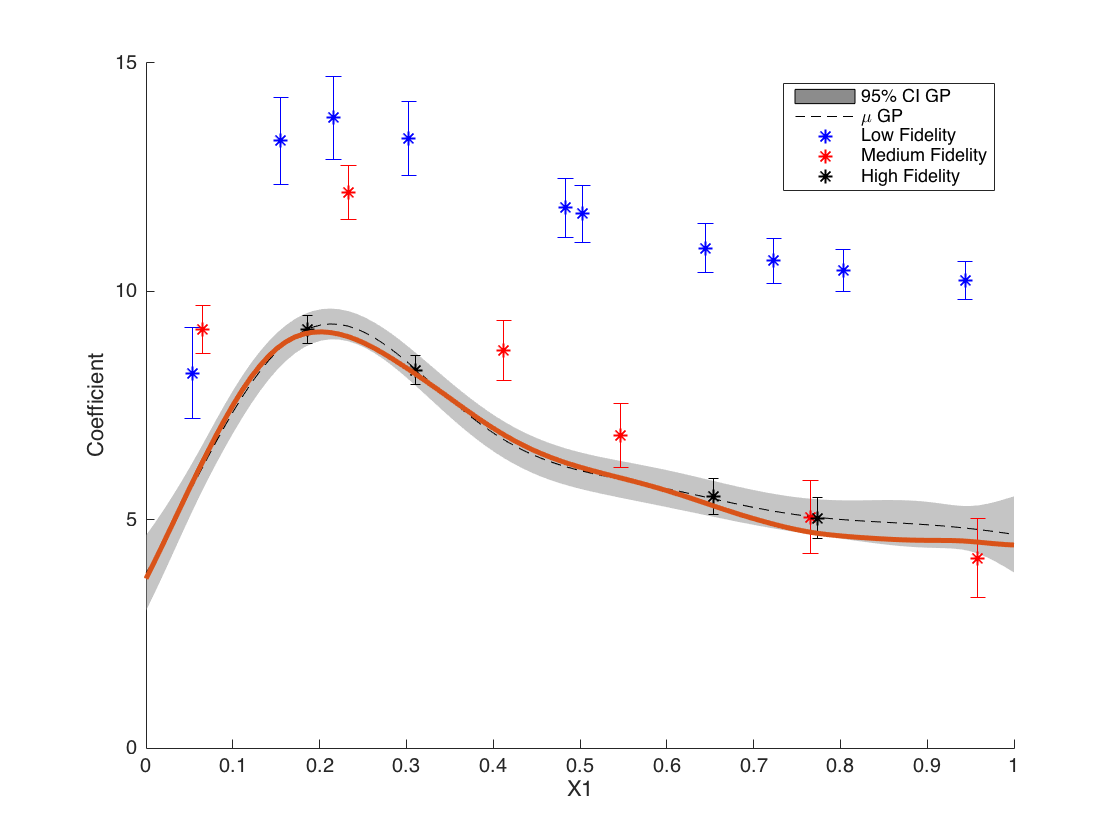 15
10
5
0
Coefficient
95% CI GP
μ GP
Low Fidelity
Medium Fidelity
High Fidelity
0 0.1 0.2 0.3 0.4 0.5 0.6 0.7 0.8 0.9 1
X1